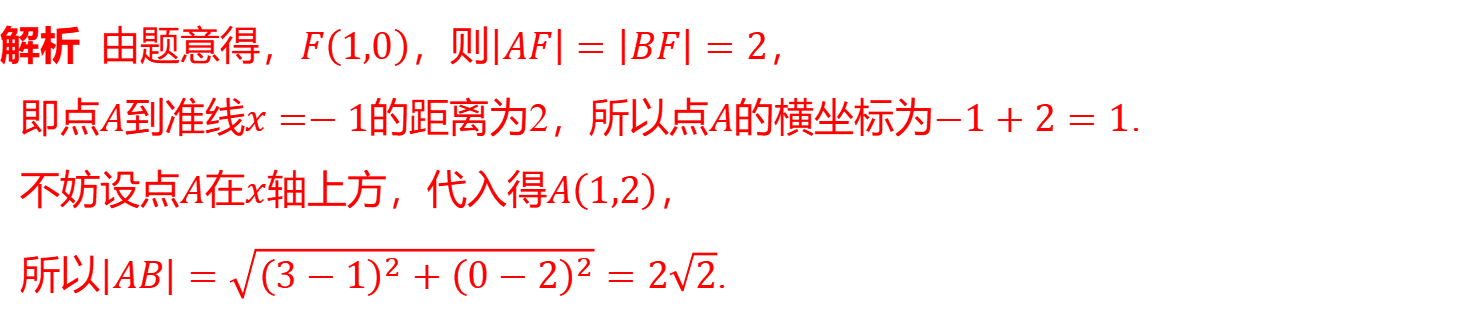 解析 由题意得，F(1,0)，则|AF| = |BF| = 2，
即点A到准线x =− 1的距离为2，所以点A的横坐标为−1 + 2 = 1.
不妨设点A在x轴上方，代入得A(1,2)，
所以|AB| = √(3 − 1)² + (0 − 2)² = 2√2.